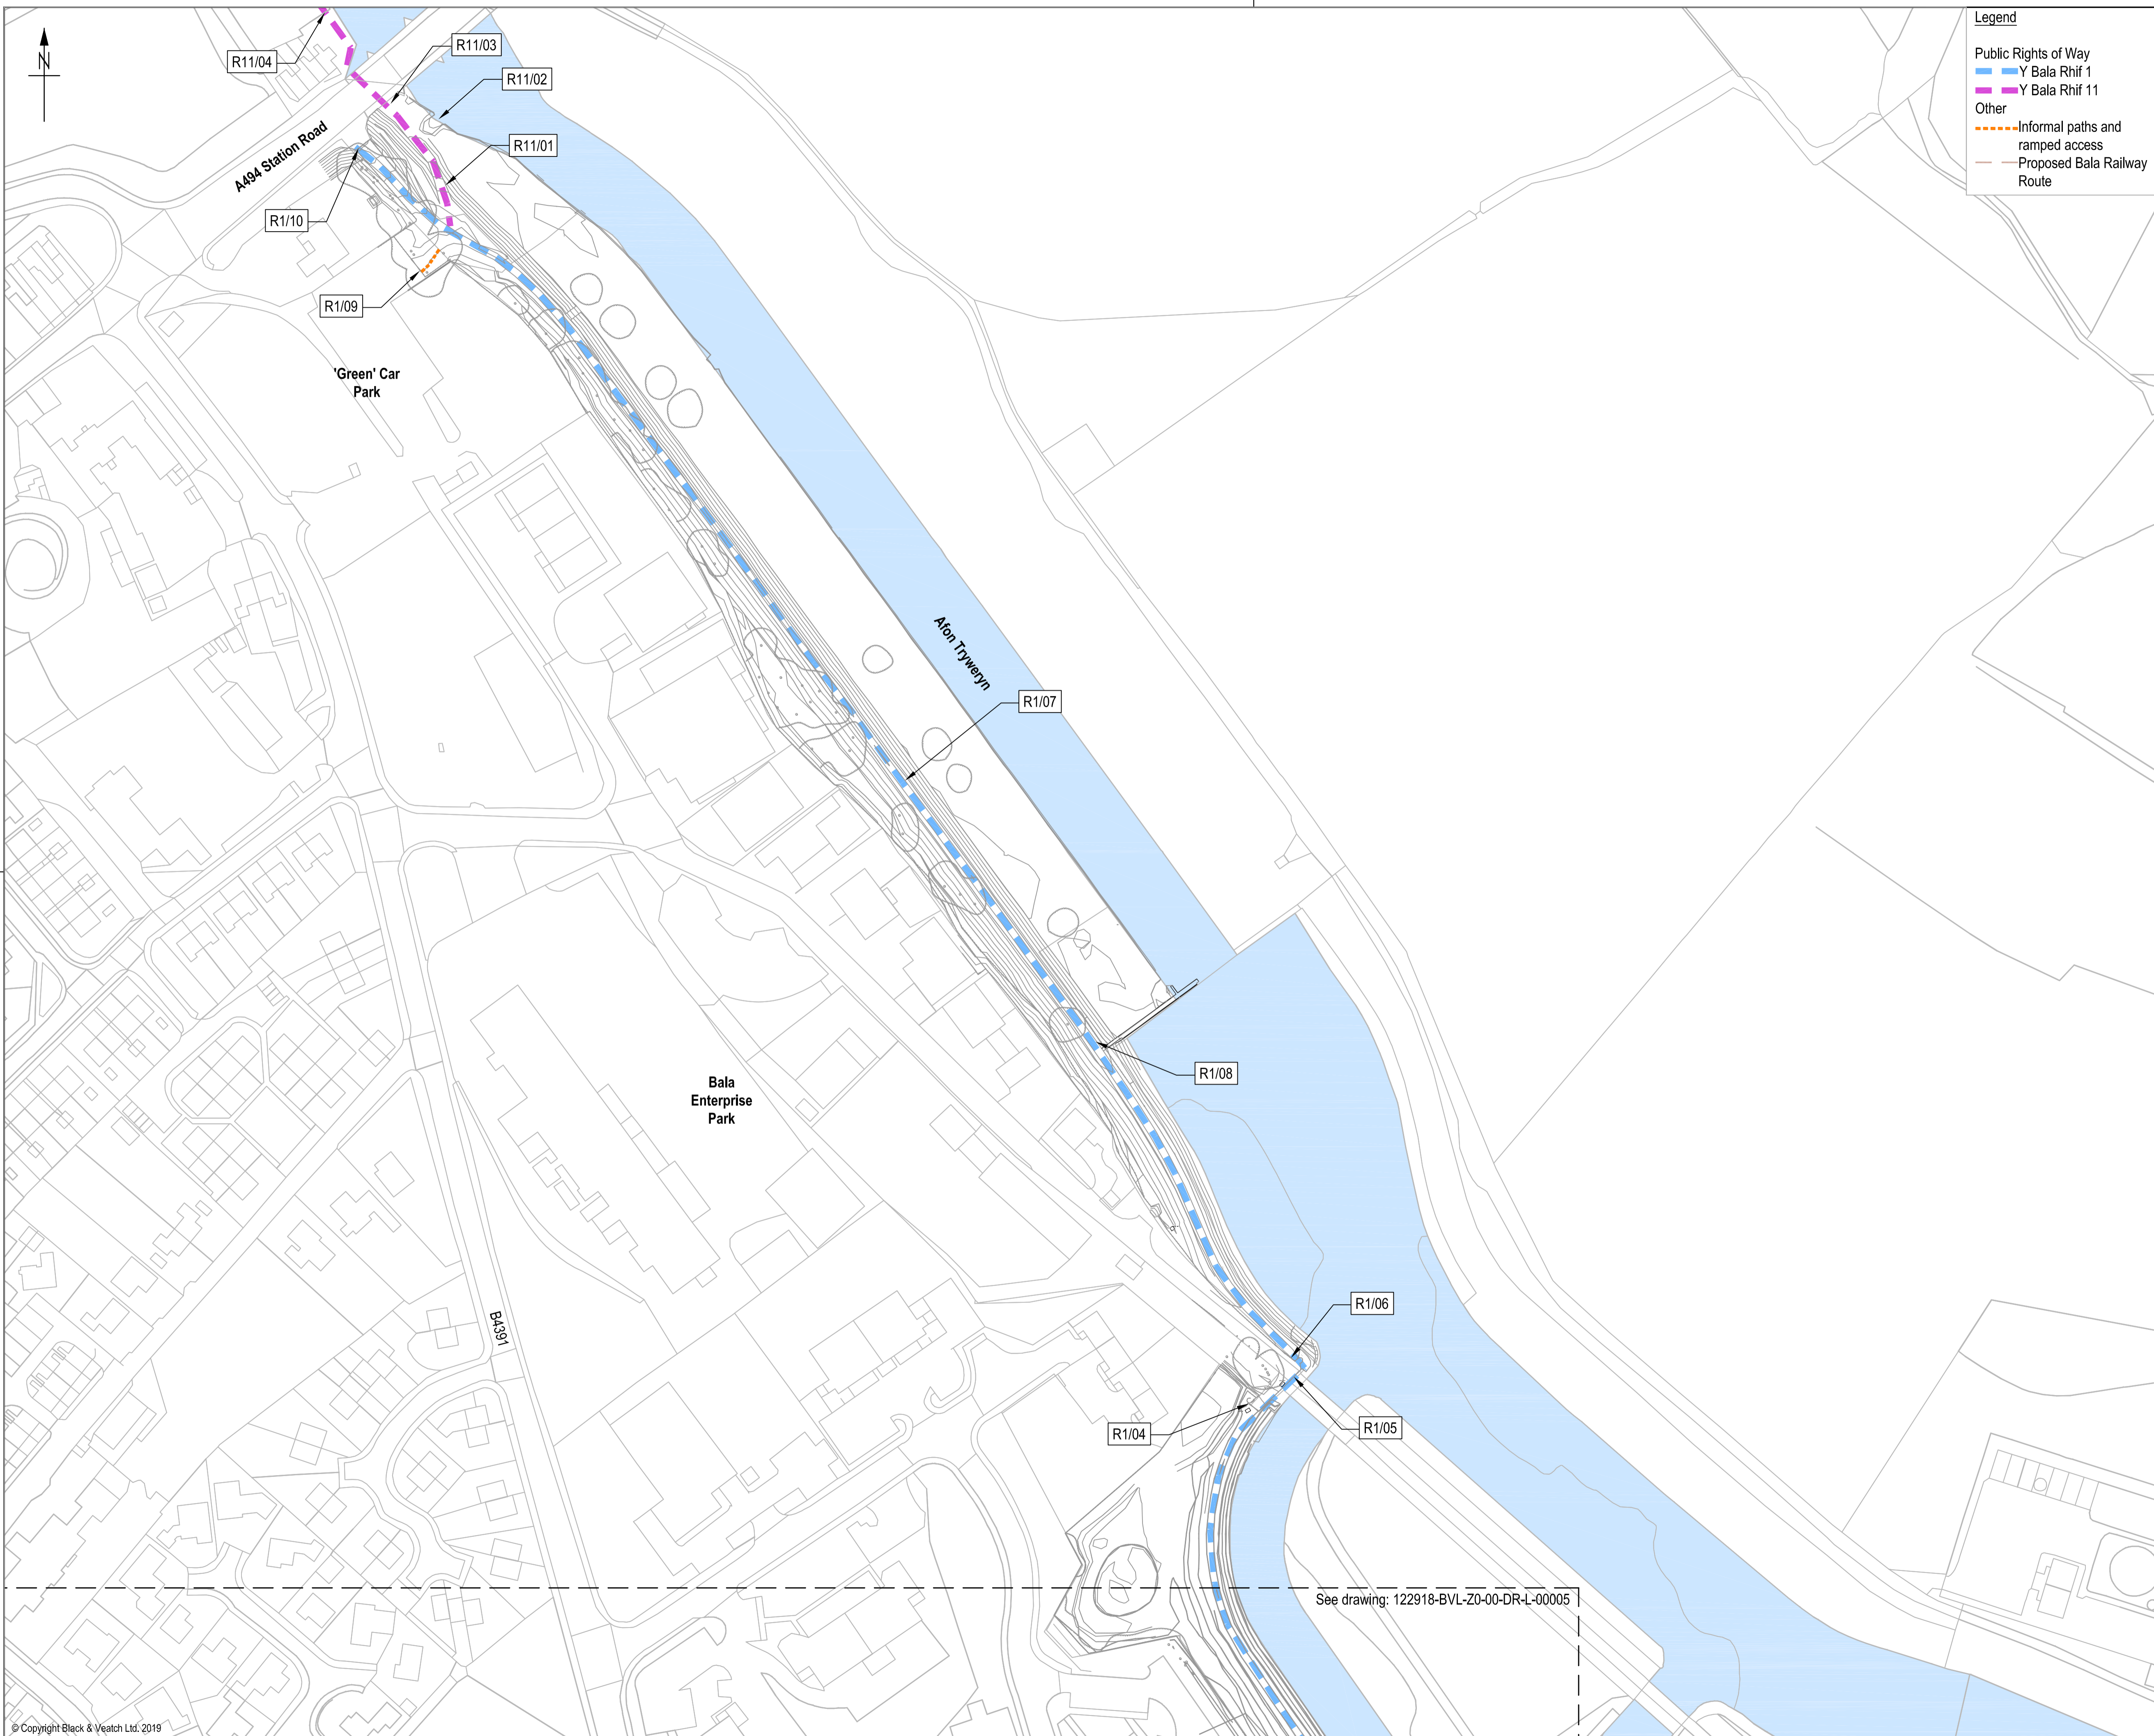 N
R11/04
R11/03
R11/02
A494 Station Road
R11/01
R1/10
R1/09
'Green' Car
Park
Afon Tryweryn
R1/07
Bala
Enterprise
Park
R1/08
B4391
R1/06
R1/04
R1/05
See drawing: 122918-BVL-Z0-00-DR-L-00005
© Copyright Black & Veatch Ltd. 2019
Legend
Public Rights of Way
Y Bala Rhif 1
Y Bala Rhif 11
Other
Informal paths and
ramped access
Proposed Bala Railway
Route